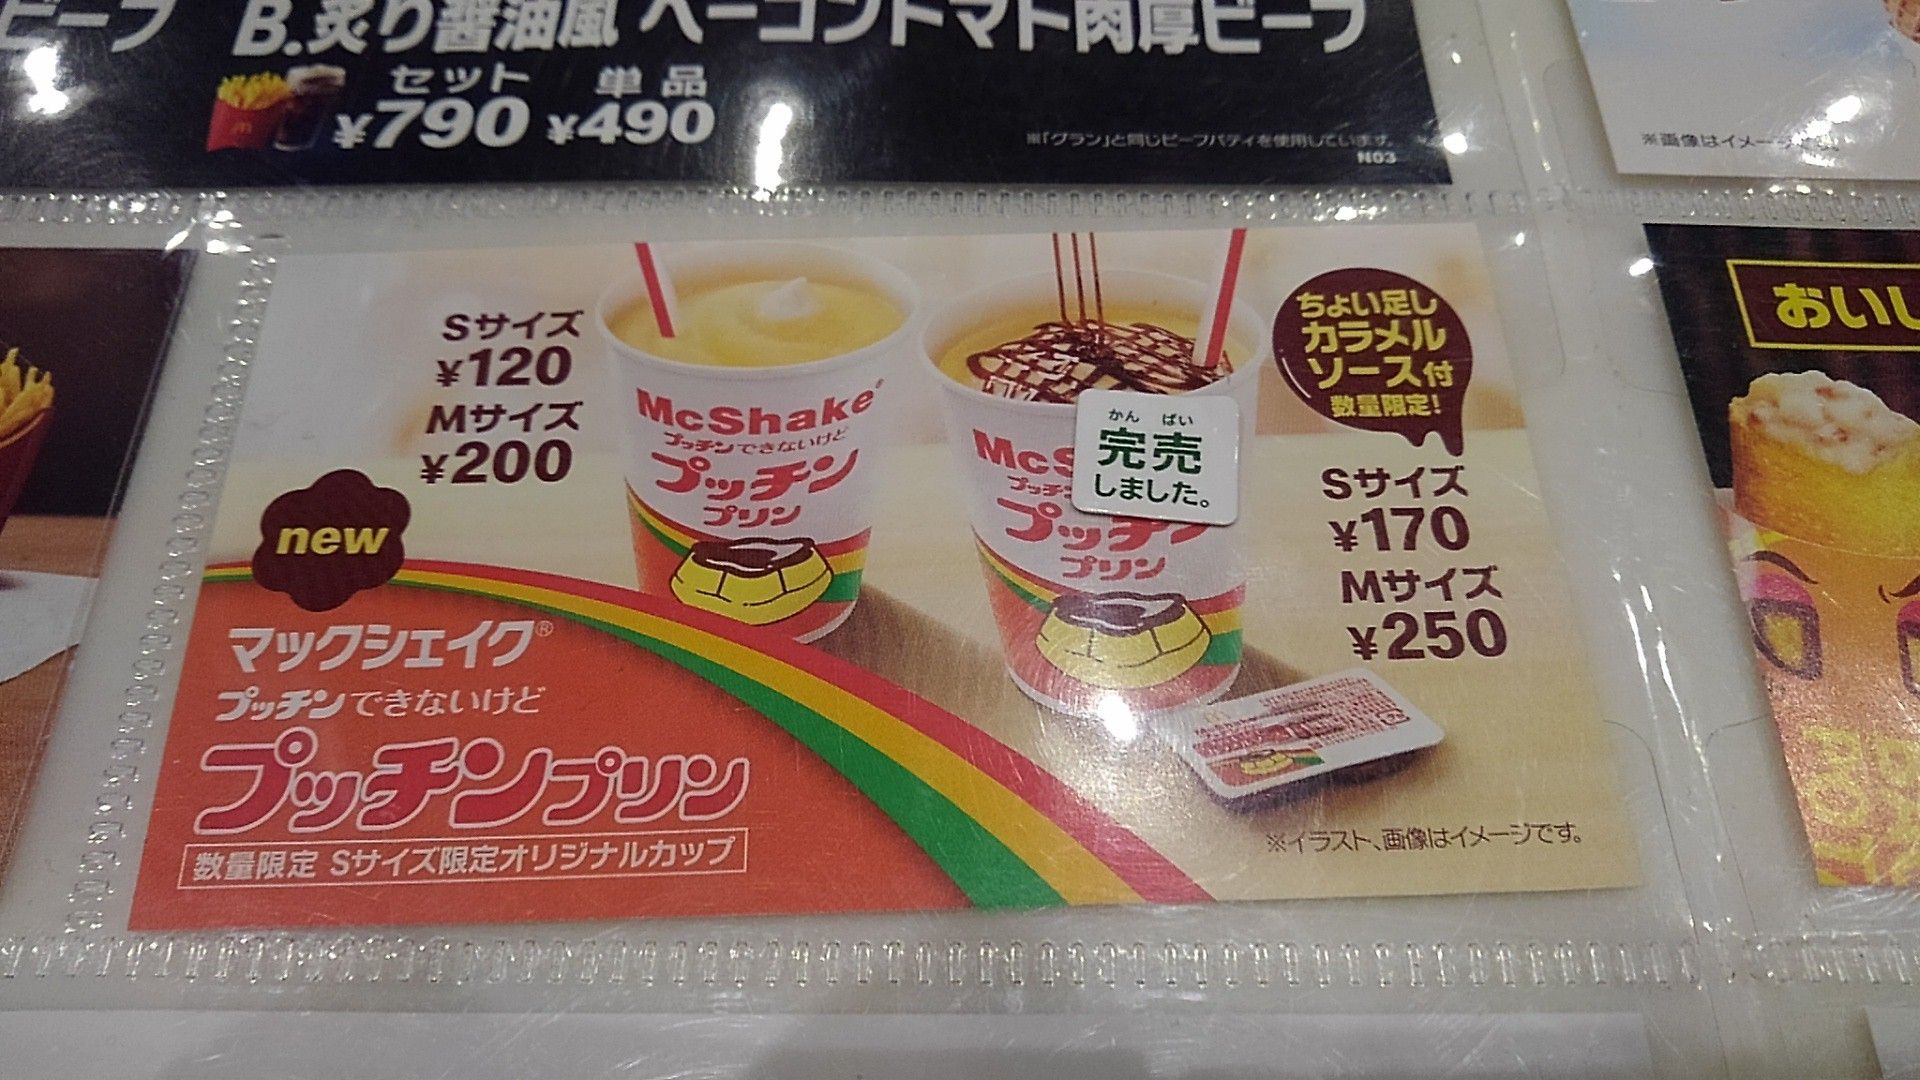 B.炙り醤油風 ベーコントマト肉厚ビーフ
セット 単品
¥790 ¥490
※「グラン」と同じビーフパティを使用しています。
N03
※画像はイメージ
Sサイズ
¥120
Mサイズ
¥200
new
McShake®
プッチンできないけど
プッチン
プリン
McS
プッチ
プッチ
プリン
かん ばい
完売
しました。
ちょい足し
カラメル
ソース付
数量限定!
Sサイズ
¥170
Mサイズ
¥250
マックシェイク®
プッチンできないけど
プッチンプリン
数量限定 Sサイズ限定オリジナルカップ
※イラスト、画像はイメージです。
おいし